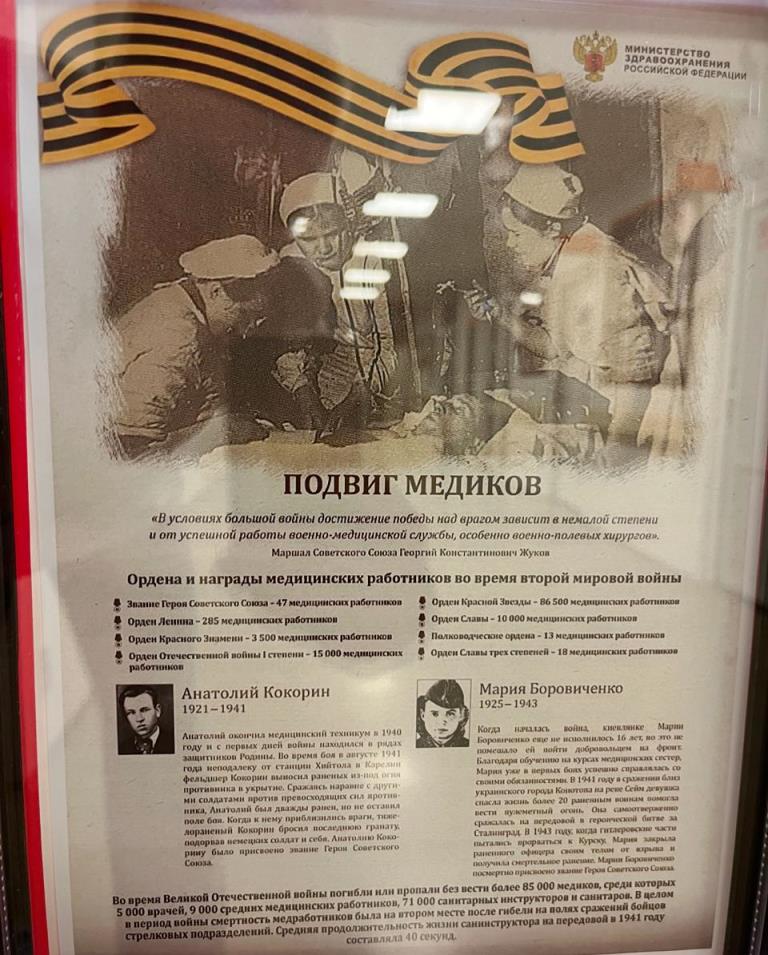 МИНИСТЕРСТВО
ЗДРАВООХРАНЕНИЯ
РОССИЙСКОЙ ФЕДЕРАЦИИ
ПОДВИГ МЕДИКОВ
«В условиях большой войны достижение победы над врагом зависит в немалой степени
и от успешной работы военно-медицинской службы, особенно военно-полевых хирургов».
Маршал Советского Союза Георгий Константинович Жуков
Ордена и награды медицинских работников во время второй мировой войны
Звание Героя Советского Союза – 47 медицинских работников
Орден Ленина – 285 медицинских работников
Орден Красного Знамени – 3 500 медицинских работников
Орден Отечественной войны I степени – 15 000 медицинских
работников
Орден Красной Звезды – 86 500 медицинских работников
Орден Славы – 10 000 медицинских работников
Полководческие ордена – 13 медицинских работников
Орден Славы трех степеней – 18 медицинских работников
Анатолий Кокорин
1921–1941
Анатолий окончил медицинский техникум в 1940
году и с первых дней войны находился в рядах
защитников Родины. Во время боя в августе 1941
года неподалеку от станции Хийтола в Карелии
фельдшер Кокорин выносил раненых из-под огня
противника в укрытие. Сражаясь наравне с други-
ми солдатами против превосходящих сил против-
ника, Анатолий был дважды ранен, но не оставил
поле боя. Когда к нему приблизились враги, тяже-
лораненый Кокорин бросил последнюю гранату,
подорвав немецких солдат и себя. Анатолию Коко-
рину было присвоено звание Героя Советского
Союза.
Мария Боровиченко
1925–1943
Когда началась война, киевлянке Марии
Боровиченко еще не исполнилось 16 лет, но это не
помешало ей пойти добровольцем на фронт.
Благодаря обучению на курсах медицинских сестер,
Мария уже в первых боях успешно справлялась со
своими обязанностями. В 1941 году в сражении близ
украинского города Конотопа на реке Сейм девушка
спасла жизнь более 20 раненным воинам помогла
вести пулеметный огонь. Она самоотверженно
сражалась на передовой в героической битве за
Сталинград. В 1943 году, когда гитлеровские части
пытались прорваться к Курску, Мария закрыла
раненного офицера своим телом от взрыва и
получила смертельное ранение. Марии Боровиченко
посмертно присвоено звание Героя Советского Союза.
Во время Великой Отечественной войны погибли или пропали без вести более 85 000 медиков, среди которых
5 000 врачей, 9 000 средних медицинских работников, 71 000 санитарных инструкторов и санитаров. В целом
в период войны смертность медработников была на втором месте после гибели на полях сражений бойцов
стрелковых подразделений. Средняя продолжительность жизни санинструктора на передовой в 1941 году
составляла 40 секунд.